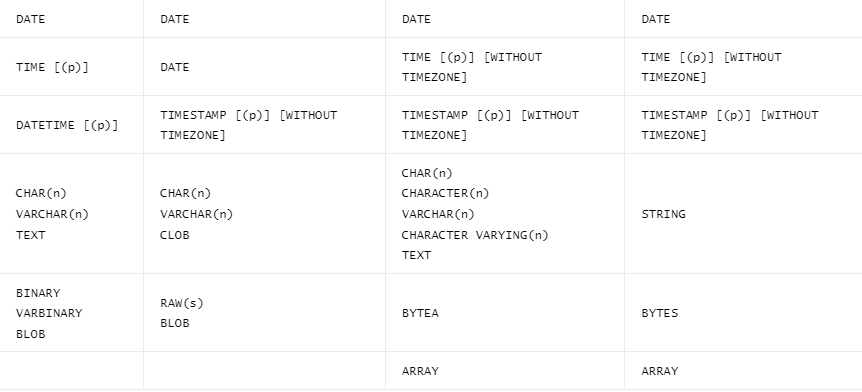 DATE
DATE
DATE
DATE
TIME [(p)]
DATE
TIME [(p)] [WITHOUT
TIMEZONE]
TIME [(p)] [WITHOUT
TIMEZONE]
DATETIME [(p)]
TIMESTAMP [(p)] [WITHOUT
TIMEZONE]
TIMESTAMP [(p)] [WITHOUT
TIMEZONE]
TIMESTAMP [(p)] [WITHOUT
TIMEZONE]
CHAR(n)
VARCHAR(n)
TEXT
CHAR(n)
VARCHAR(n)
CLOB
CHAR(n)
CHARACTER(n)
VARCHAR(n)
CHARACTER VARYING(n)
TEXT
STRING
BINARY
VARBINARY
BLOB
RAW(s)
BLOB
BYTEA
BYTES
ARRAY
ARRAY